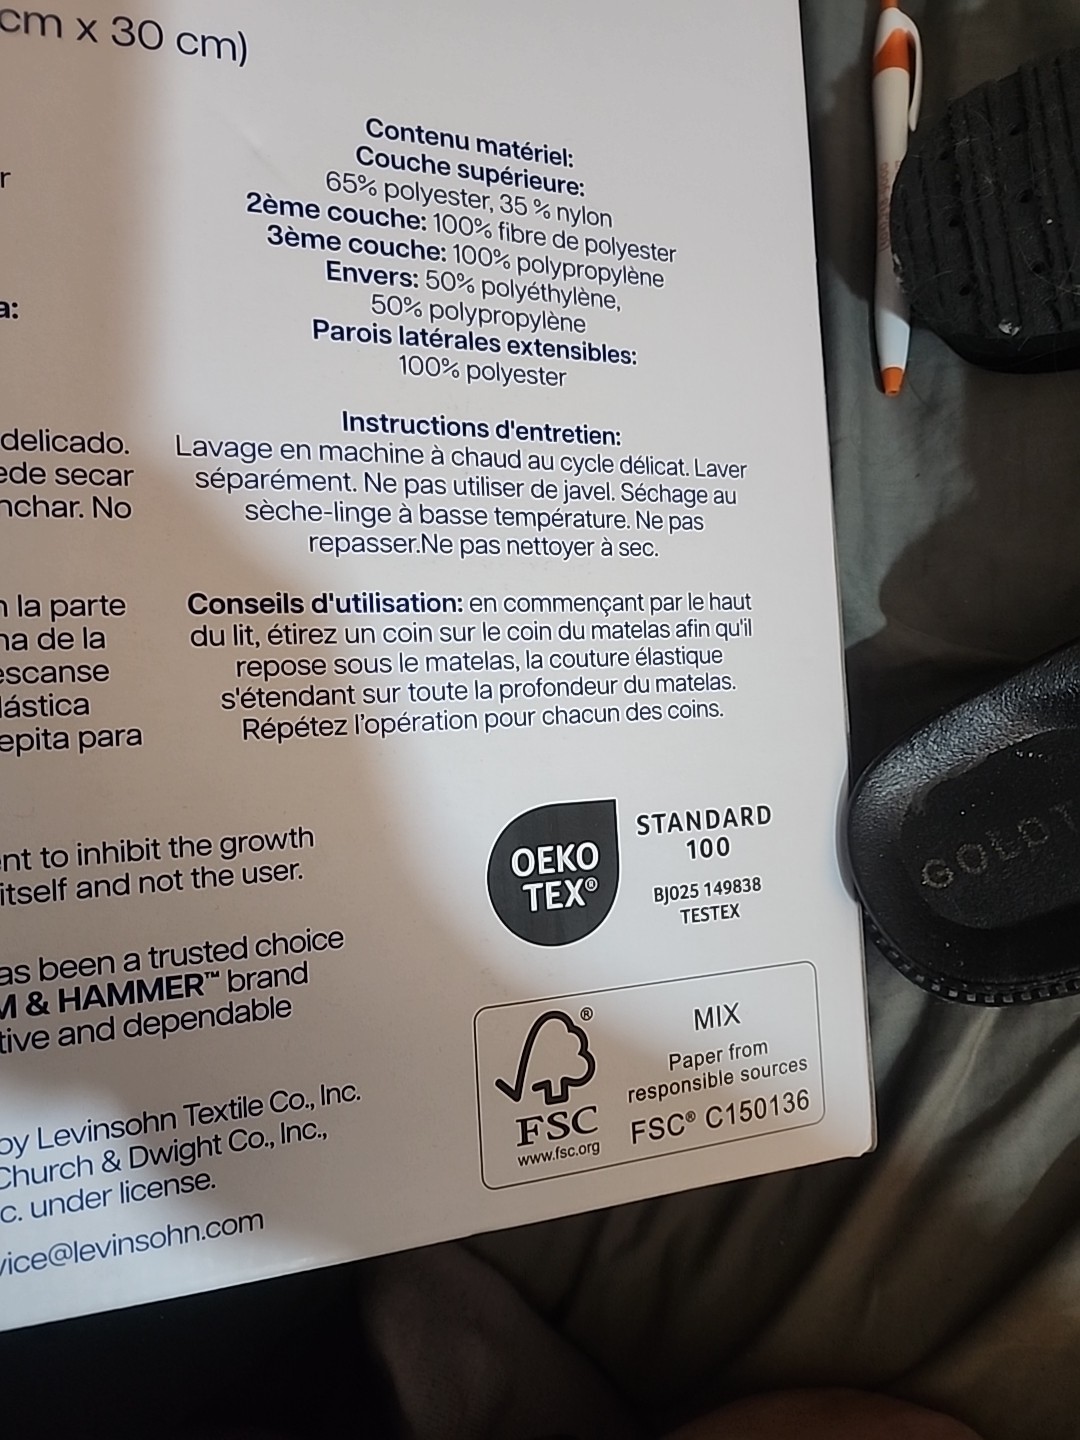 cm x 30 cm)
Contenu matériel:
Couche supérieure:
65% polyester, 35 % nylon
2ème couche: 100% fibre de polyester
3ème couche: 100% polypropylène
Envers: 50% polyéthylène,
50% polypropylène
Parois latérales extensibles:
100% polyester
Instructions d'entretien:
Lavage en machine à chaud au cycle délicat. Laver
séparément. Ne pas utiliser de javel. Séchage au
sèche-linge à basse température. Ne pas
repasser.Ne pas nettoyer à sec.
Conseils d'utilisation: en commençant par le haut
du lit, étirez un coin sur le coin du matelas afin qu'il
repose sous le matelas, la couture élastique
s'étendant sur toute la profondeur du matelas.
Répétez l'opération pour chacun des coins.
r
a:
delicado.
ede secar
nchar. No
n la parte
na de la
escanse
lástica
epita para
ent to inhibit the growth
itself and not the user.
as been a trusted choice
M & HAMMER™ brand
tive and dependable
by Levinsohn Textile Co., Inc.
Church & Dwight Co., Inc.,
c. under license.
vice@levinsohn.com
OEKO
TEX®
STANDARD
100
BJ025 149838
TESTEX
®
FSC
www.fsc.org
MIX
Paper from
responsible sources
FSC® C150136
GOLD